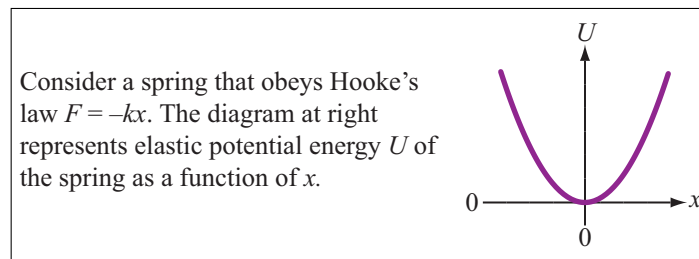 Consider a spring that obeys Hooke’s
law F = –kx. The diagram at right
represents elastic potential energy U of
the spring as a function of x.
U
0
x
0